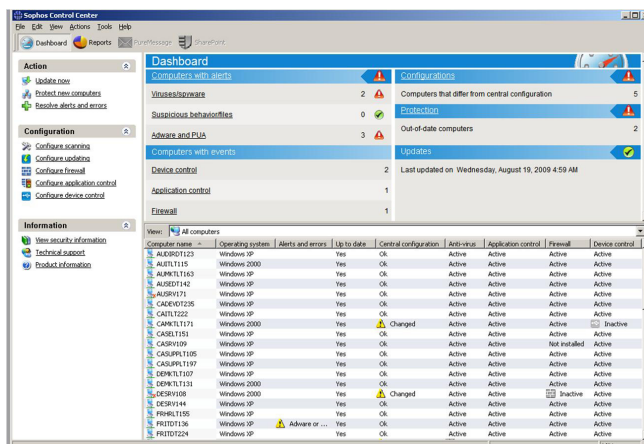 Sophos Control Center
File Edit View Actions Tools Help
Dashboard Reports PureMessage SharePoint
Action
Update now
Protect new computers
Resolve alerts and errors
Configuration
Configure scanning
Configure updating
Configure firewall
Configure application control
Configure device control
Information
View security information
Technical support
Product information
Dashboard
Computers with alerts
Viruses/spyware 2
Suspicious behavior/files 0
Adware and PUA 3
Computers with events
Device control 2
Application control 1
Firewall 1
Configurations
Computers that differ from central configuration 5
Protection
Out-of-date computers 2
Updates
Last updated on Wednesday, August 19, 2009 4:59 AM
View: All computers
Computer name Operating system Alerts and errors Up to date Central configuration Anti-virus Application control Firewall Device control
AUDIRDT123 Windows XP Yes Ok Active Active Active Active
AUITLT115 Windows 2000 Yes Ok Active Active Active Active
AUMKTLT163 Windows XP Yes Ok Active Active Active Active
AUSEDT142 Windows XP Yes Ok Active Active Active Active
AUSRV171 Windows XP Yes Ok Active Active Active Active
CADEVDT235 Windows XP Yes Ok Active Active Active Active
CAITLT222 Windows XP Yes Ok Active Active Active Active
CAMKTLT171 Windows 2000 Yes Changed Active Active Active Inactive
CASELT151 Windows XP Yes Ok Active Active Active Active
CASRV109 Windows XP Yes Ok Active Active Not installed Active
CASUPPLT105 Windows XP Yes Ok Active Active Active Active
CASUPPLT197 Windows XP Yes Ok Active Active Active Active
DEMKTLT107 Windows XP Yes Ok Active Active Active Active
DEMKTLT131 Windows 2000 Yes Ok Active Active Active Active
DESRV108 Windows 2000 Yes Changed Active Active Inactive Active
DESRV144 Windows XP Yes Ok Active Active Active Active
FRHRLT155 Windows XP Yes Ok Active Active Active Active
FRITDT136 Windows XP Adware or ... Yes Ok Active Active Active Active
FRITDT224 Windows XP Yes Ok Active Active Active Active